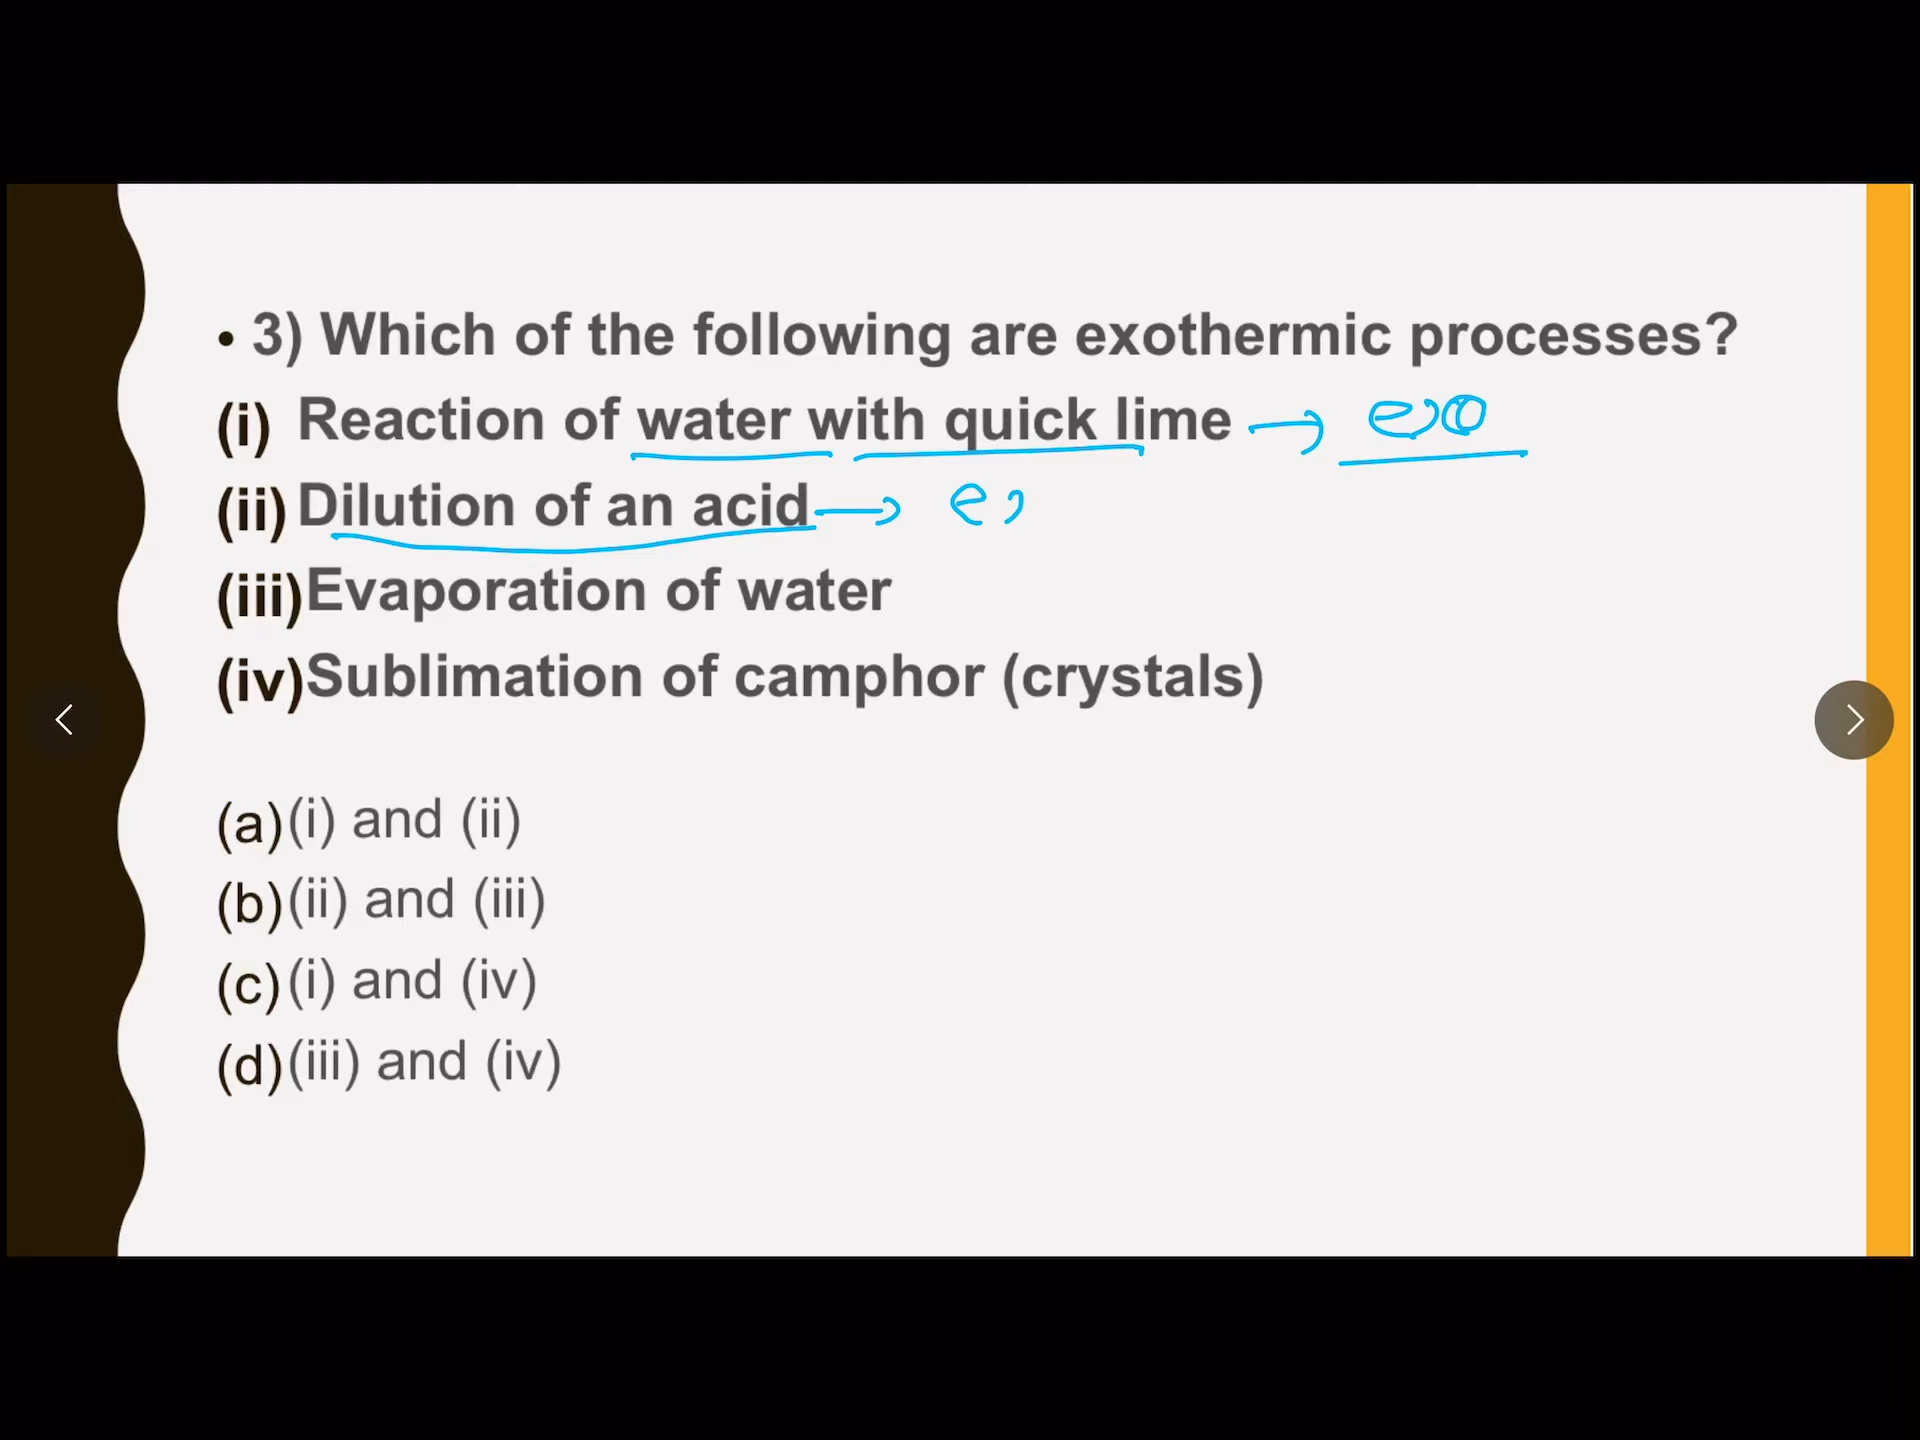 • 3) Which of the following are exothermic processes?
(i) Reaction of water with quick lime → exo
(ii) Dilution of an acid →
(iii) Evaporation of water
(iv) Sublimation of camphor (crystals)
(a) (i) and (ii)
(b) (ii) and (iii)
(c) (i) and (iv)
(d) (iii) and (iv)